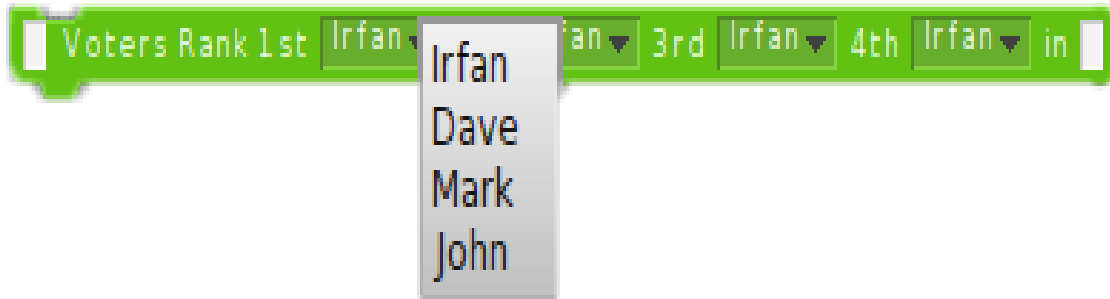 Voters Rank 1st Irfan an 3rd Irfan 4th Irfan in
Irfan
Dave
Mark
John